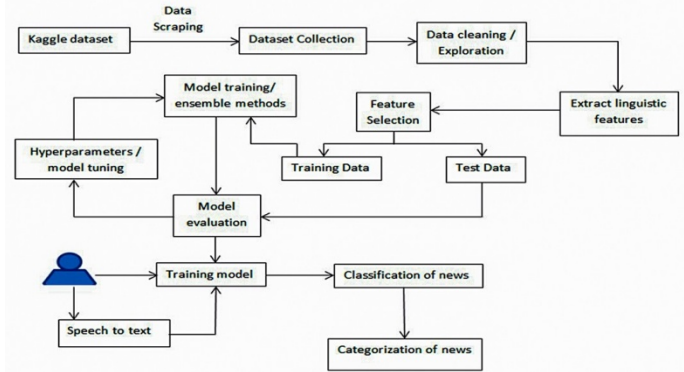 Data
Scraping
Kaggle dataset
Dataset Collection
Data cleaning /
Exploration
Model training/
ensemble methods
Feature
Selection
Extract linguistic
features
Hyperparameters /
model tuning
Training Data
Test Data
Model
evaluation
Training model
Classification of news
Speech to text
Categorization of news